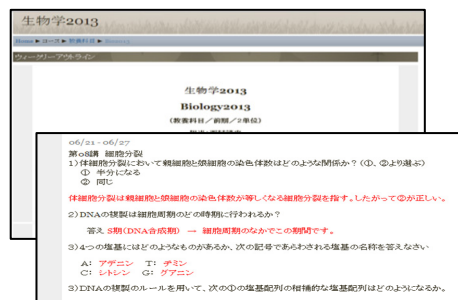 生物学2013
Home ▶ コース ▶ 教養科目 ▶ Biology2013
ウィークリーアウトライン
生物学2013
Biology2013
(教養科目/前期/2単位)
06/21 - 06/27
第08講 細胞分裂
1)体細胞分裂において親細胞と娘細胞の染色体数はどのような関係か?(①、②より選ぶ)
① 半分になる
② 同じ
体細胞分裂は親細胞と娘細胞の染色体数が等しくなる細胞分裂を指す。したがって②が正しい。
2)DNAの複製は細胞周期のどの時期に行われるか?
答え S期(DNA合成期) → 細胞周期のなかでこの期間です。
3)4つの塩基にはどのようなものがあるか、次の記号であらわされる塩基の名称を答えなさい
A: アデニン T: チミン
C: シトシン G: グアニン
3)DNAの複製のルールを用いて、次の①の塩基配列の相補的な塩基配列はどのようになるか。